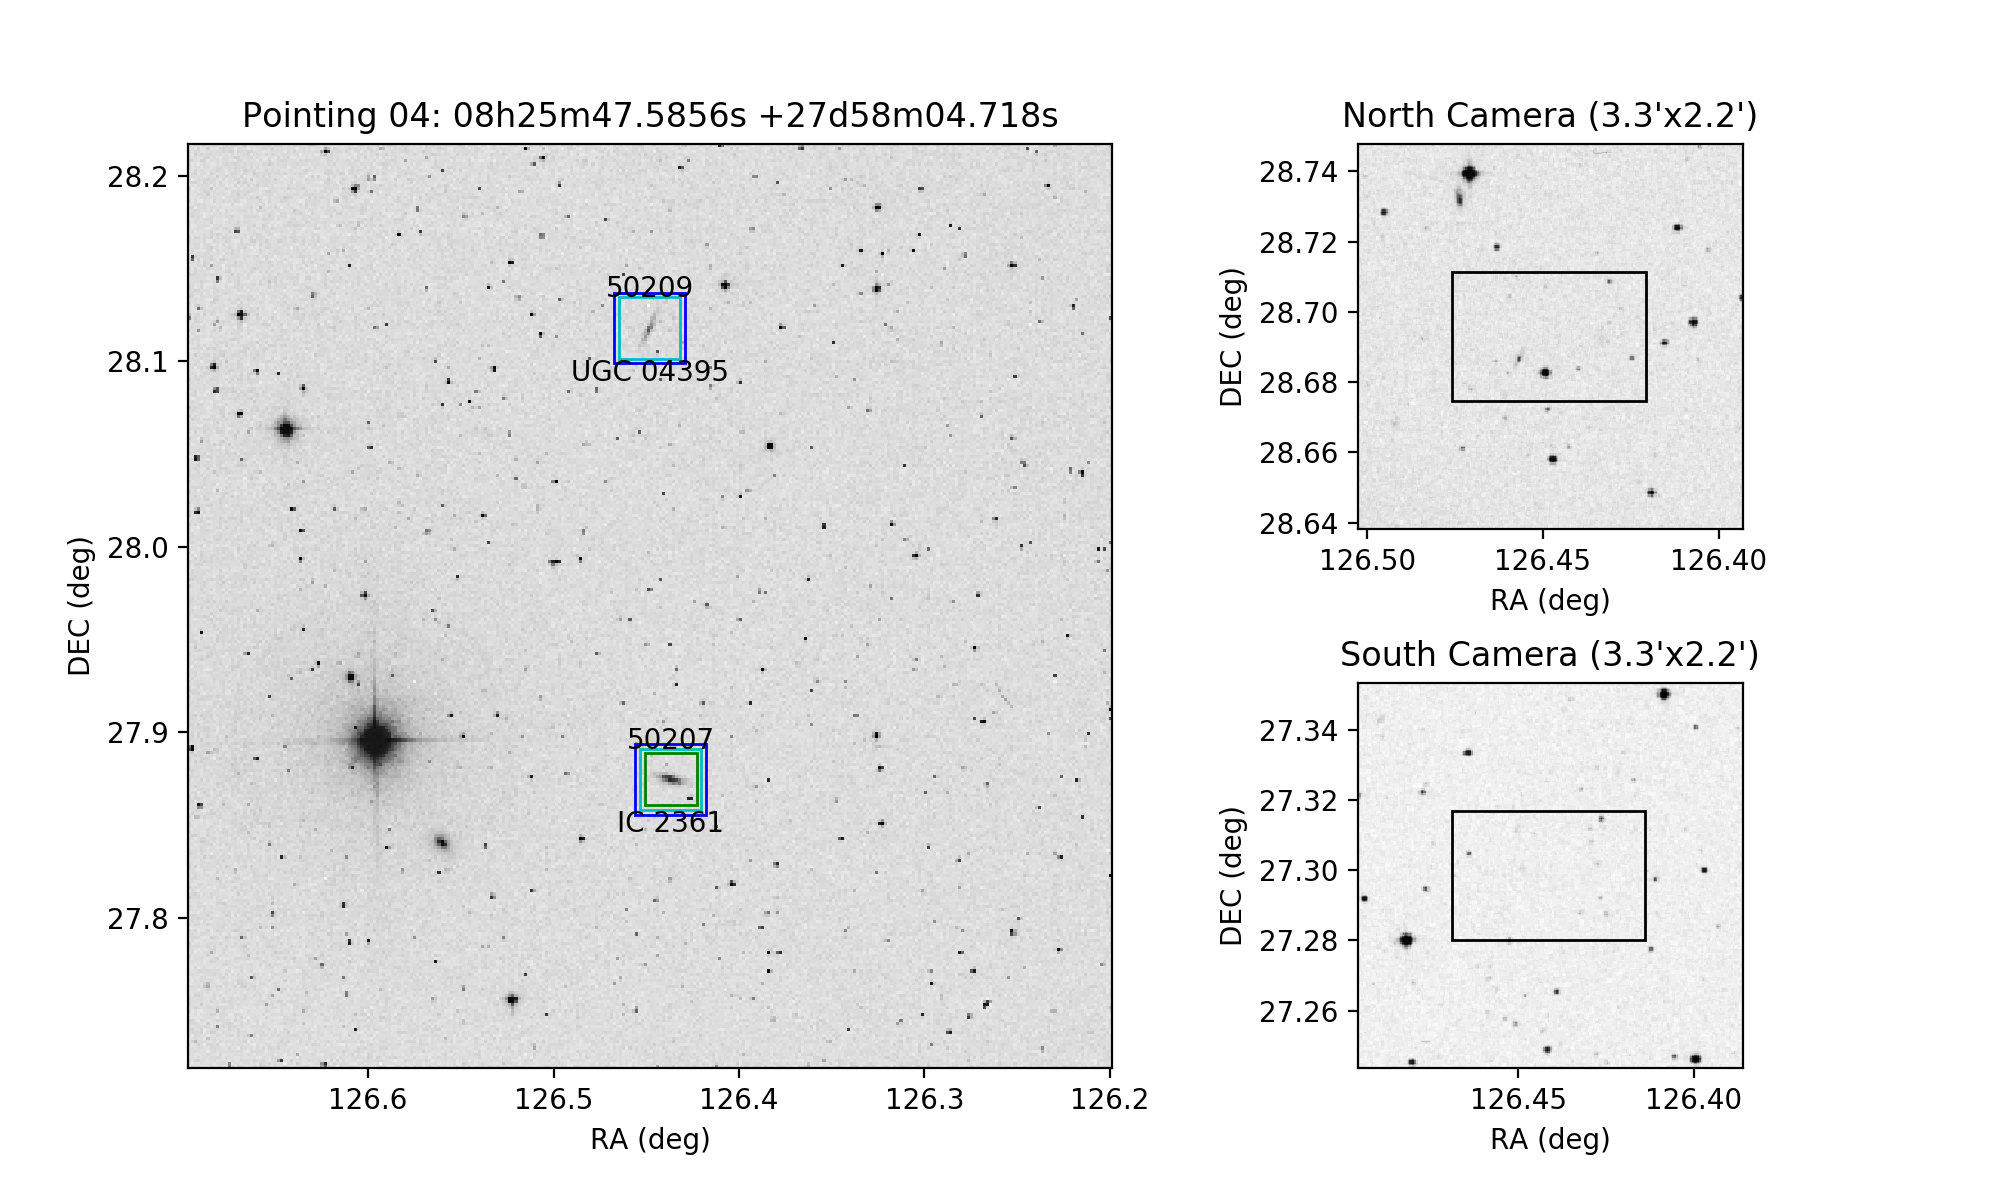 Pointing 04: 08h25m47.5856s +27d58m04.718s
28.2
28.1
28.0
27.9
27.8
DEC (deg)
50209
UGC 04395
50207
IC 2361
126.6
126.5
126.4
126.3
126.2
RA (deg)
North Camera (3.3'x2.2')
28.74
28.72
28.70
28.68
28.66
28.64
DEC (deg)
126.50
126.45
126.40
RA (deg)
South Camera (3.3'x2.2')
27.34
27.32
27.30
27.28
27.26
DEC (deg)
126.45
126.40
RA (deg)